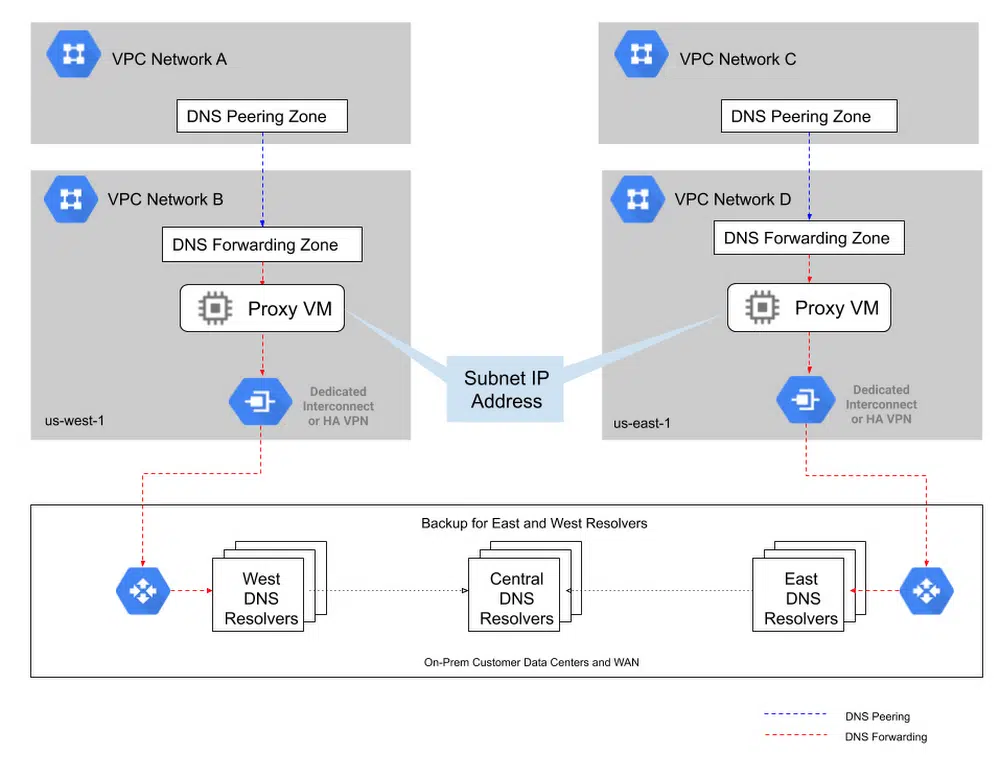 VPC Network A
DNS Peering Zone
VPC Network C
DNS Peering Zone
VPC Network B
DNS Forwarding Zone
Proxy VM
Dedicated
Interconnect
or HA VPN
us-west-1
Subnet IP
Address
VPC Network D
DNS Forwarding Zone
Proxy VM
Dedicated
Interconnect
or HA VPN
us-east-1
Backup for East and West Resolvers
West
DNS
Resolvers
Central
DNS
Resolvers
East
DNS
Resolvers
On-Prem Customer Data Centers and WAN
DNS Peering
DNS Forwarding